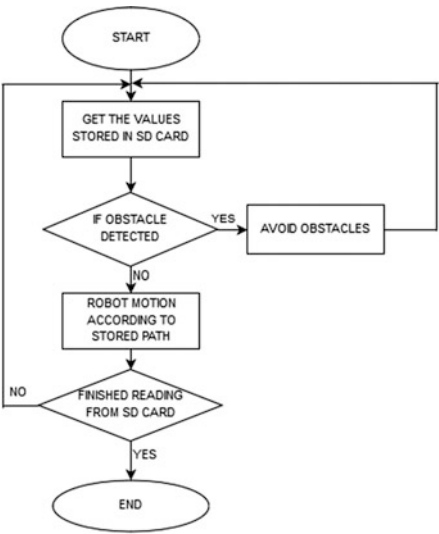 START
GET THE VALUES
STORED IN SD CARD
IF OBSTACLE
DETECTED
YES
AVOID OBSTACLES
NO
ROBOT MOTION
ACCORDING TO
STORED PATH
NO
FINISHED READING
FROM SD CARD
YES
END